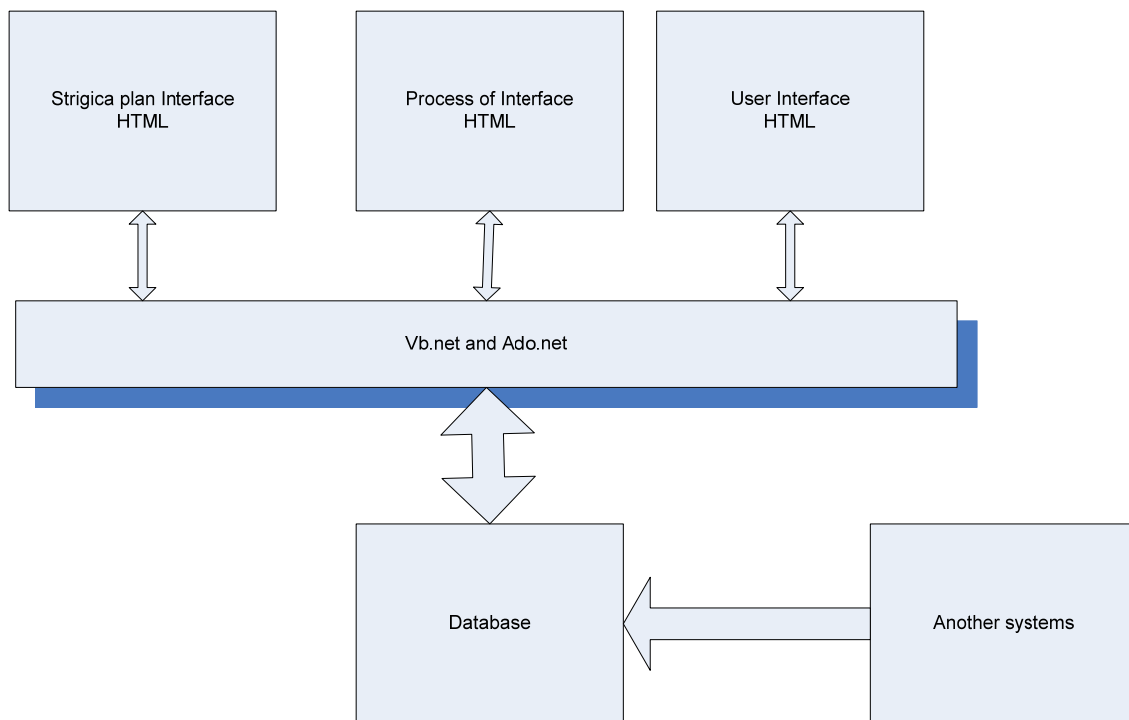 Strigica plan Interface
HTML
Process of Interface
HTML
User Interface
HTML
Vb.net and Ado.net
Database
Another systems